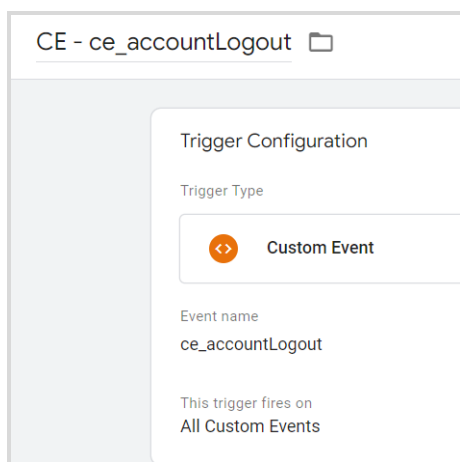 CE - ce_accountLogout
Trigger Configuration
Trigger Type
Custom Event
Event name
ce_accountLogout
This trigger fires on
All Custom Events